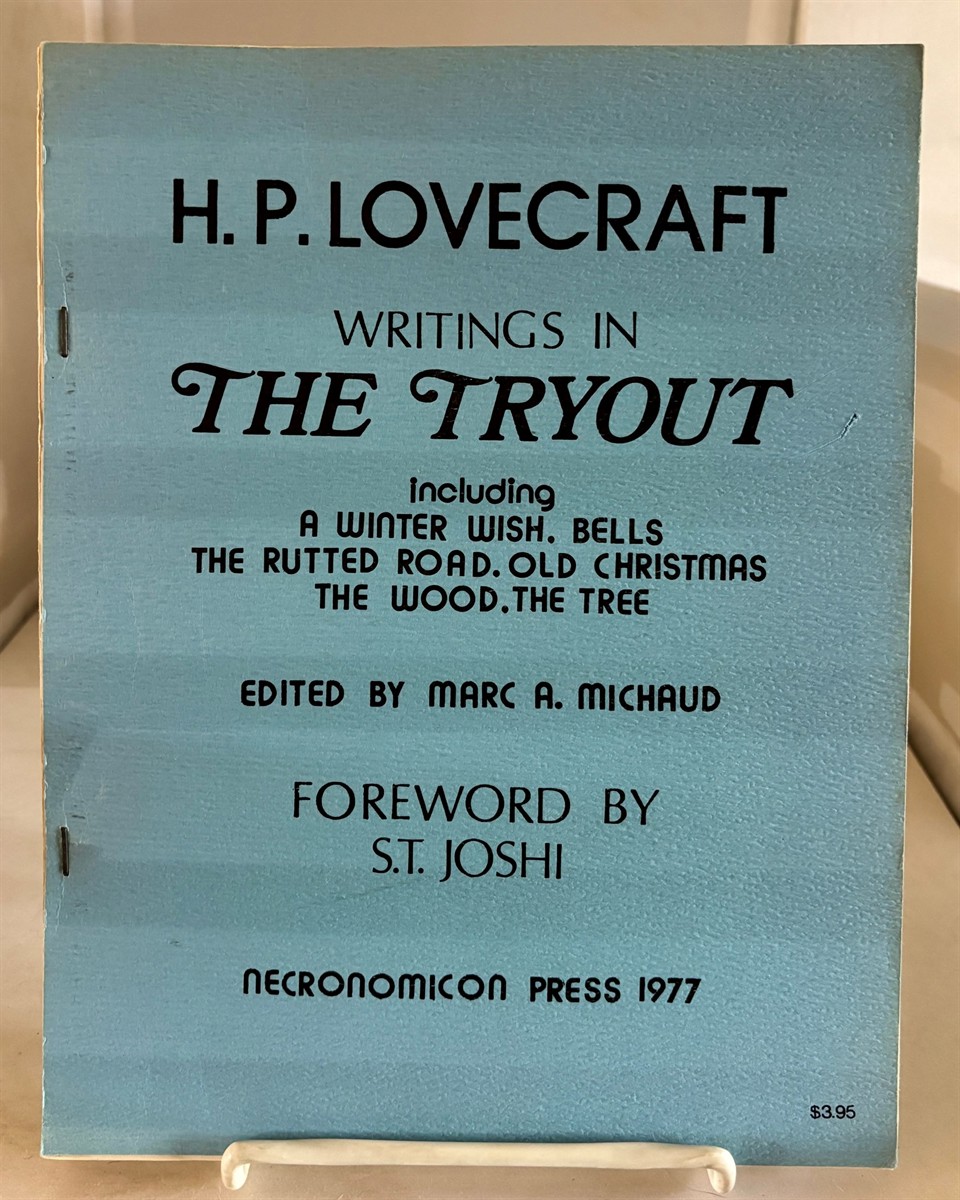 H. P. LOVECRAFT
WRITINGS IN
THE TRYOUT
including
A WINTER WISH. BELLS
THE RUTTED ROAD. OLD CHRISTMAS
THE WOOD. THE TREE
EDITED BY MARC A. MICHAUD
FOREWORD BY
S.T. JOSHI
NECRONOMICON PRESS 1977
$3.95